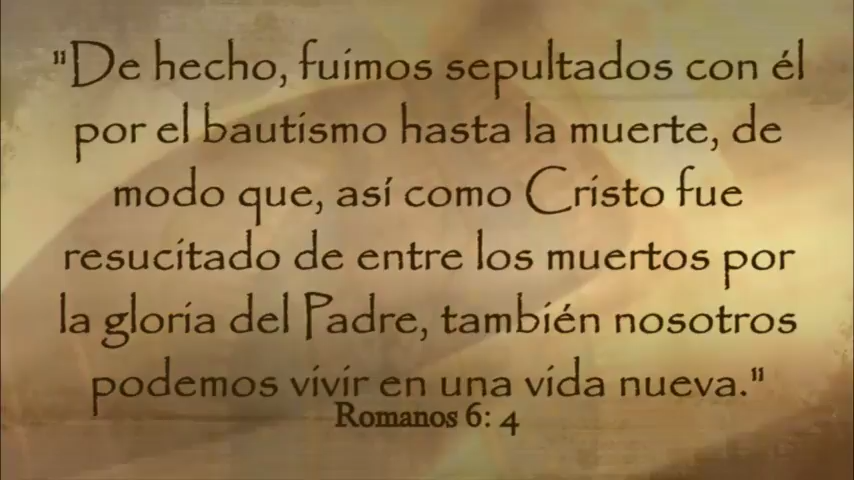 "De hecho, fuimos sepultados con él
por el bautismo hasta la muerte, de
modo que, así como Cristo fue
resucitado de entre los muertos por
la gloria del Padre, también nosotros
podemos vivir en una vida nueva."
Romanos 6: 4